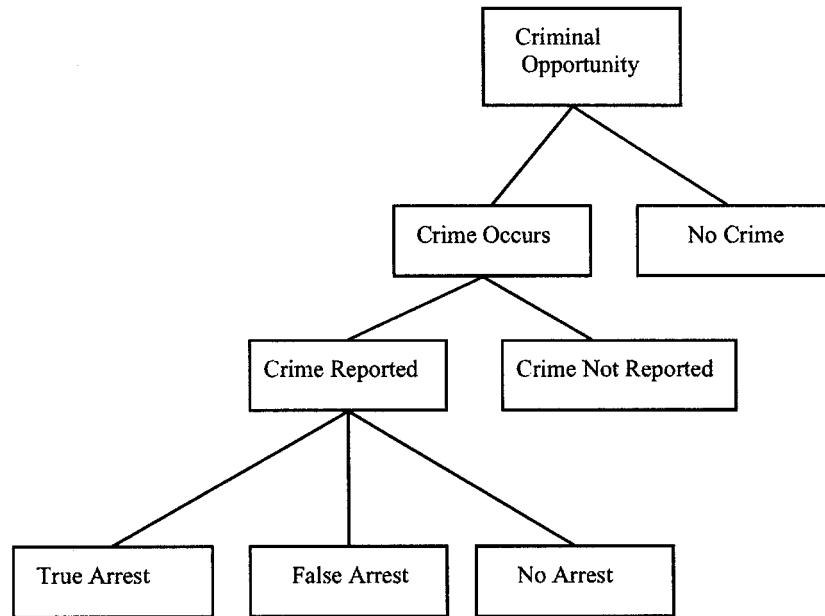 Criminal
Opportunity
Crime Occurs
No Crime
Crime Reported
Crime Not Reported
True Arrest
False Arrest
No Arrest